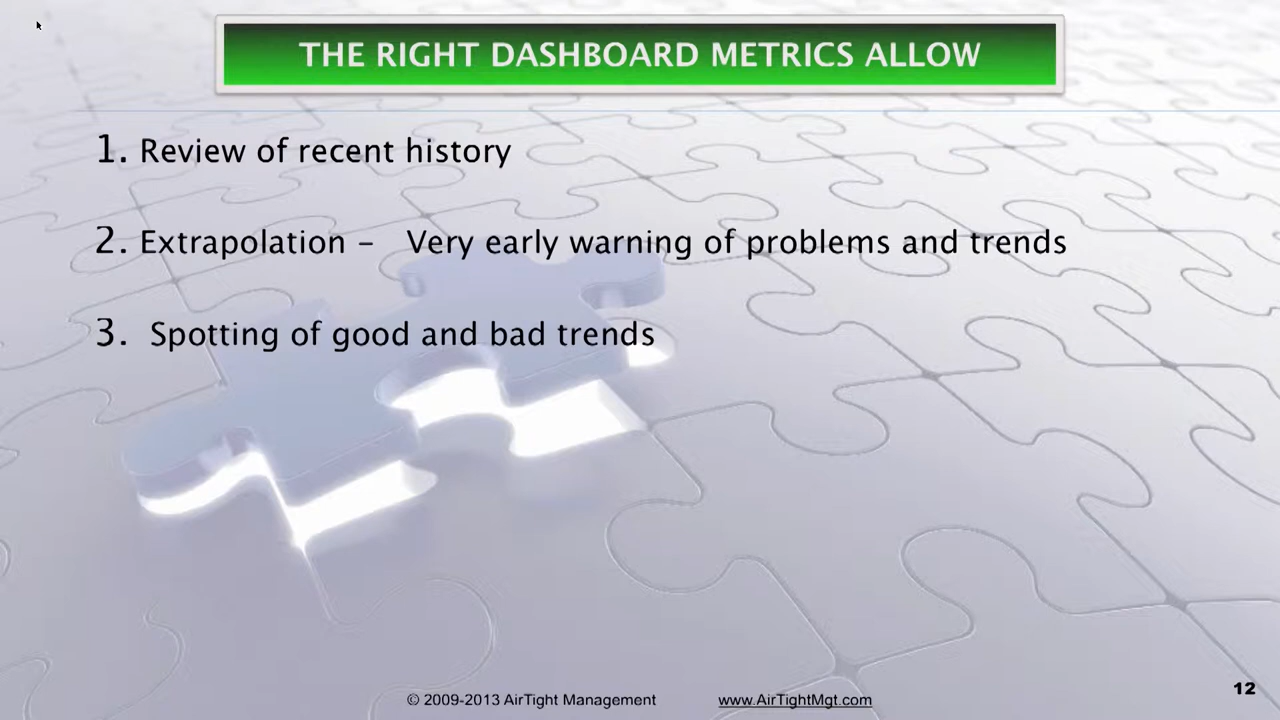 THE RIGHT DASHBOARD METRICS ALLOW
1. Review of recent history
2. Extrapolation – Very early warning of problems and trends
3. Spotting of good and bad trends
© 2009-2013 AirTight Management www.AirTightMgt.com
12